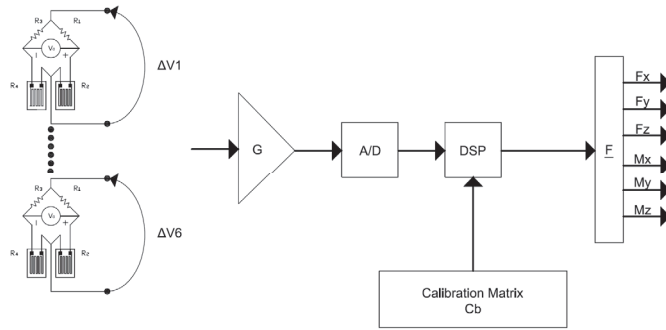 R₃ R₁
V₀
R₄ R₂
ΔV1
R₃ R₁
V₀
R₄ R₂
ΔV6
G
A/D
DSP
Calibration Matrix
Cb
F
Fx
Fy
Fz
Mx
My
Mz